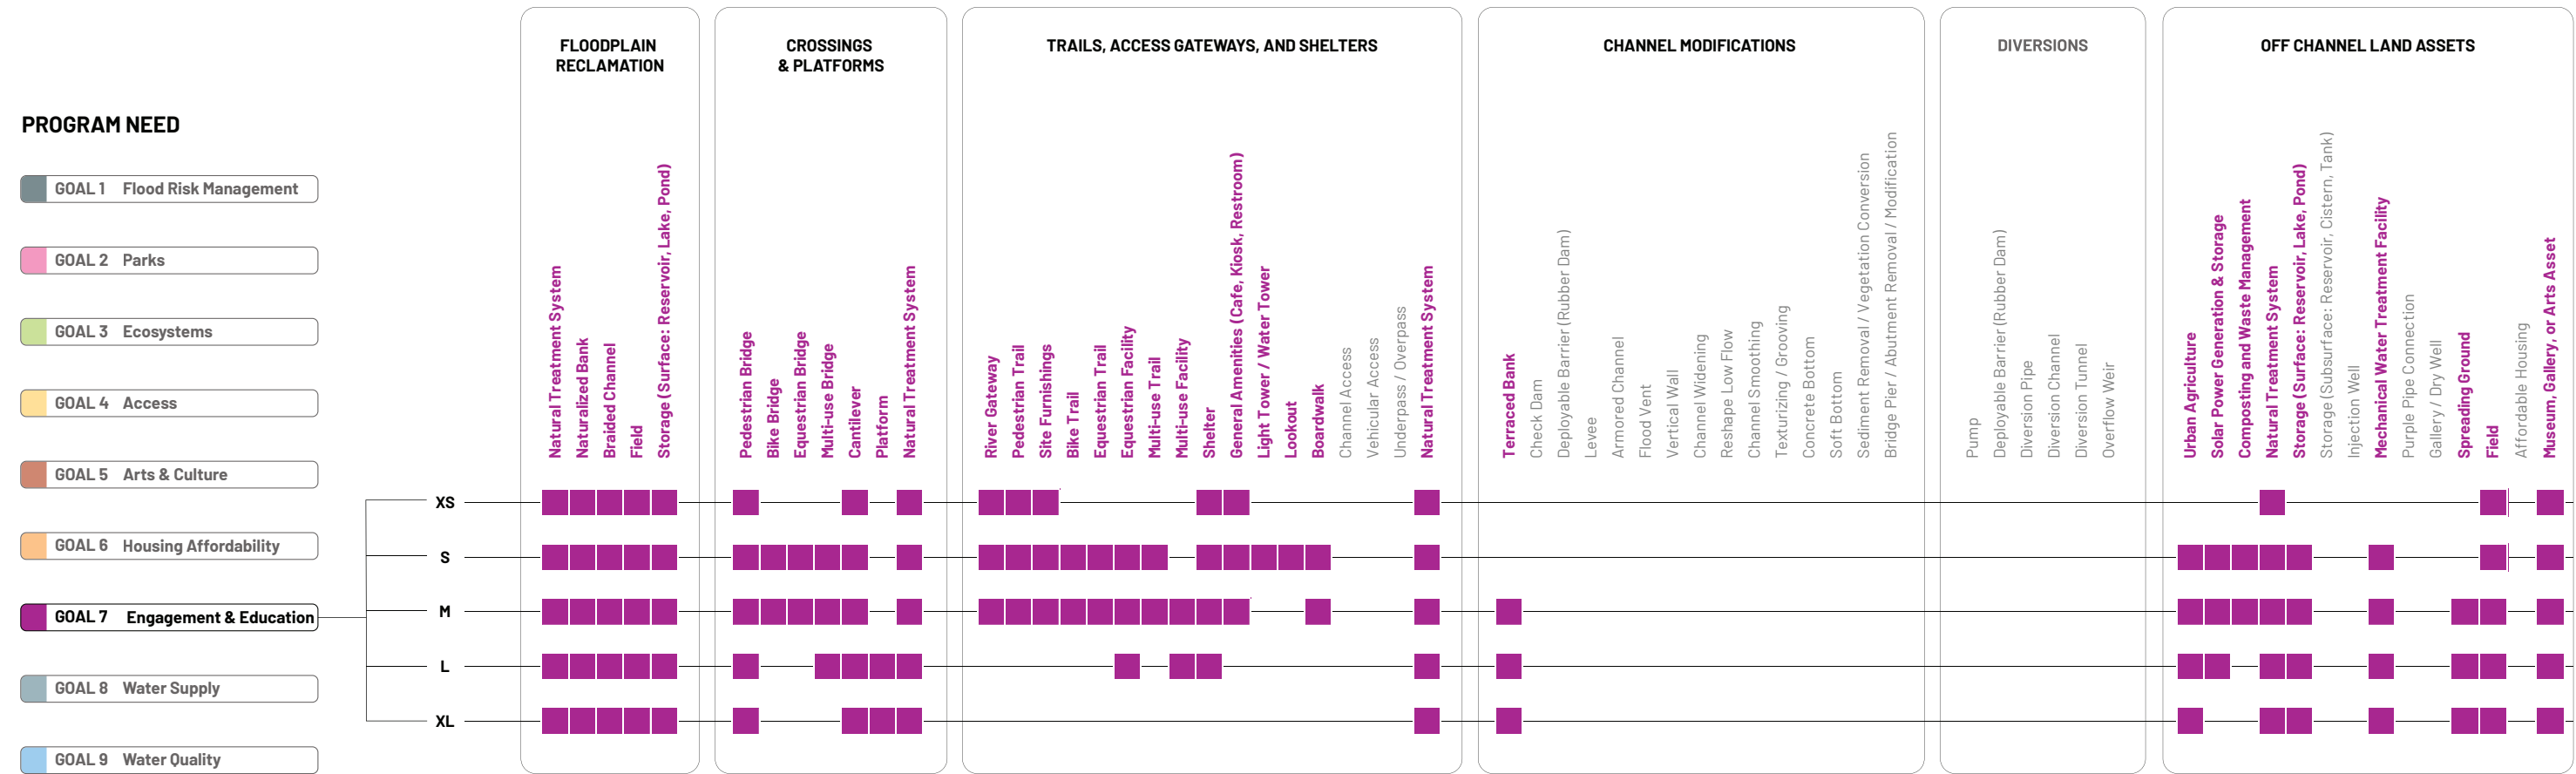 FLOODPLAIN
RECLAMATION
CROSSINGS
& PLATFORMS
TRAILS, ACCESS GATEWAYS, AND SHELTERS
CHANNEL MODIFICATIONS
DIVERSIONS
OFF CHANNEL LAND ASSETS
PROGRAM NEED
GOAL 1 Flood Risk Management
GOAL 2 Parks
GOAL 3 Ecosystems
GOAL 4 Access
GOAL 5 Arts & Culture
GOAL 6 Housing Affordability
GOAL 7 Engagement & Education
GOAL 8 Water Supply
GOAL 9 Water Quality
Natural Treatment System
Naturalized Bank
Braided Channel
Field
Storage (Surface: Reservoir, Lake, Pond)
Pedestrian Bridge
Bike Bridge
Equestrian Bridge
Multi-use Bridge
Cantilever
Platform
Natural Treatment System
River Gateway
Pedestrian Trail
Site Furnishings
Bike Trail
Equestrian Trail
Equestrian Facility
Multi-use Trail
Multi-use Facility
Shelter
General Amenities (Cafe, Kiosk, Restroom)
Light Tower / Water Tower
Lookout
Boardwalk
Channel Access
Vehicular Access
Underpass / Overpass
Natural Treatment System
Terraced Bank
Check Dam
Deployable Barrier (Rubber Dam)
Levee
Armored Channel
Flood Vent
Vertical Wall
Channel Widening
Reshape Low Flow
Channel Smoothing
Texturizing / Grooving
Concrete Bottom
Soft Bottom
Sediment Removal / Vegetation Conversion
Bridge Pier / Abutment Removal / Modification
Pump
Deployable Barrier (Rubber Dam)
Diversion Pipe
Diversion Channel
Diversion Tunnel
Overflow Weir
Urban Agriculture
Solar Power Generation & Storage
Composting and Waste Management
Natural Treatment System
Storage (Surface: Reservoir, Lake, Pond)
Storage (Subsurface: Reservoir, Cistern, Tank)
Injection Well
Mechanical Water Treatment Facility
Purple Pipe Connection
Gallery / Dry Well
Spreading Ground
Field
Affordable Housing
Museum, Gallery, or Arts Asset
XS
S
M
L
XL